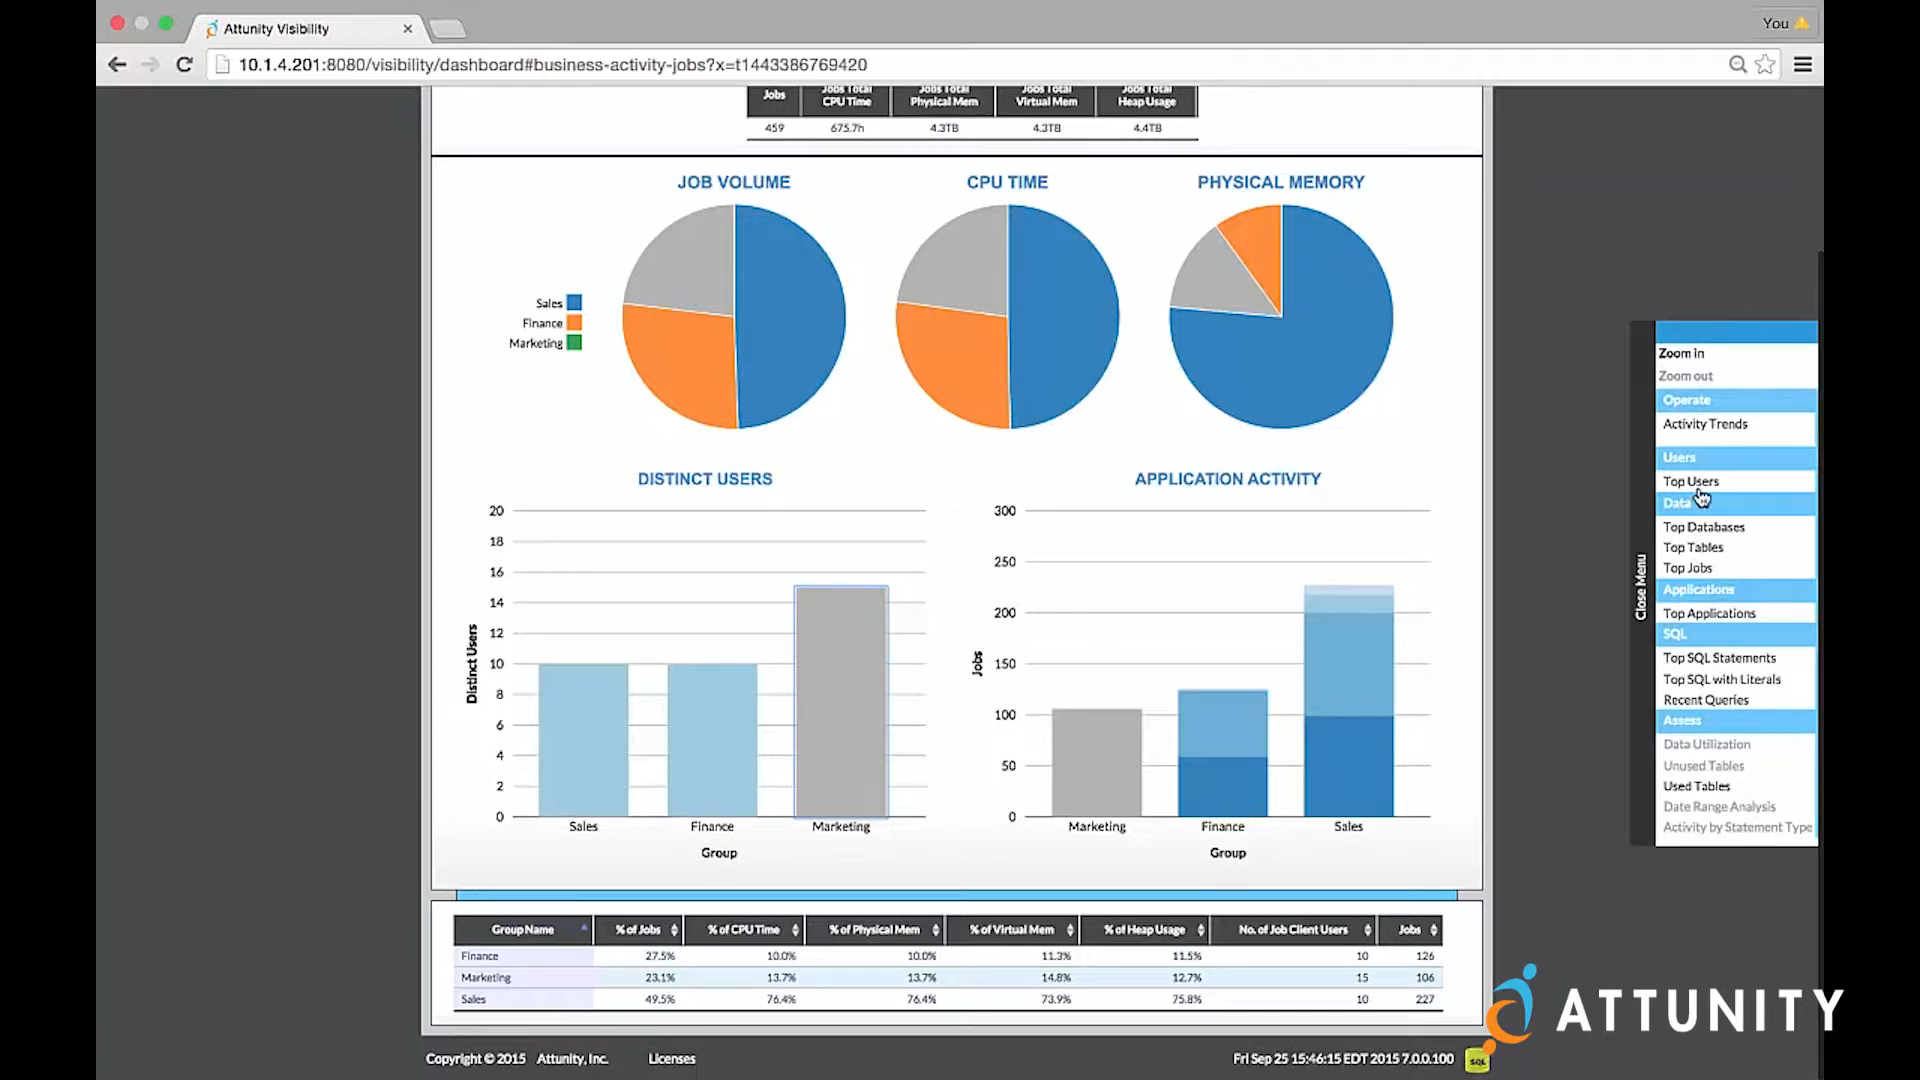 Attunity Visibility
You
10.1.4.201:8080/visibility/dashboard#business-activity-jobs?x=t1443386769420
Jobs
Jobs Total CPU Time
Jobs Total Physical Mem
Jobs Total Virtual Mem
Jobs Total Heap Usage
459 675.7h 4.3TB 4.3TB 4.4TB
JOB VOLUME
CPU TIME
PHYSICAL MEMORY
Sales
Finance
Marketing
DISTINCT USERS
20
18
16
14
12
10
8
6
4
2
0
Distinct Users
Sales Finance Marketing
Group
APPLICATION ACTIVITY
300
250
200
150
100
50
0
Jobs
Marketing Finance Sales
Group
Close Menu
Zoom in
Zoom out
Operate
Activity Trends
Users
Top Users
Data
Top Databases
Top Tables
Top Jobs
Applications
Top Applications
SQL
Top SQL Statements
Top SQL with Literals
Recent Queries
Assess
Data Utilization
Unused Tables
Used Tables
Date Range Analysis
Activity by Statement Type
Group Name % of Jobs % of CPU Time % of Physical Mem % of Virtual Mem % of Heap Usage No. of Job Client Users Jobs
Finance 27.5% 10.0% 10.0% 11.3% 11.5% 10 126
Marketing 23.1% 13.7% 13.7% 14.8% 12.7% 15 106
Sales 49.5% 76.4% 76.4% 73.9% 75.8% 10 227
ATTUNITY
Copyright © 2015 Attunity, Inc. Licenses
Fri Sep 25 15:46:15 EDT 2015 7.0.0.100
SQL